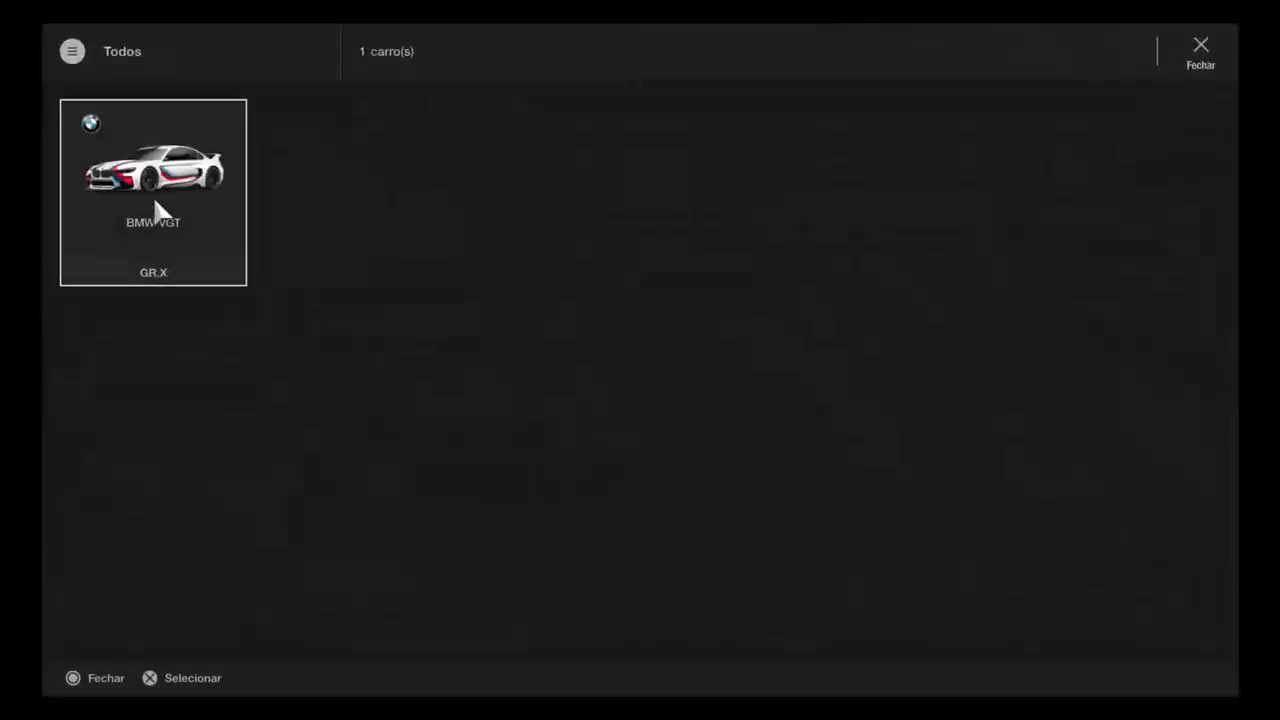 Todos
1 carro(s)
Fechar
BMW VGT
GR.X
Fechar
Selecionar